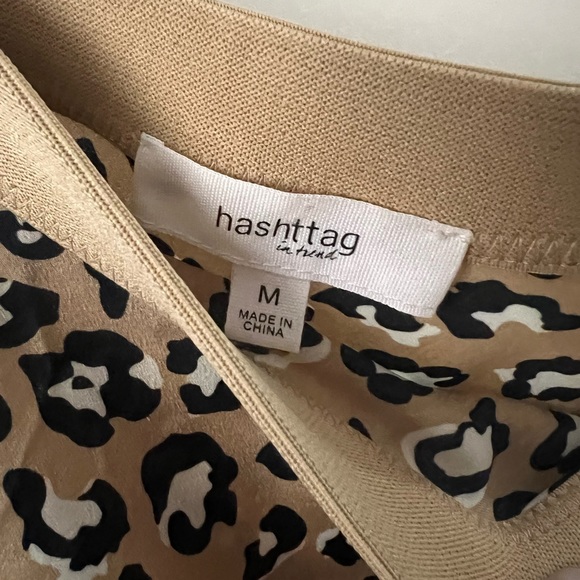 hashttag
in trend
M
MADE IN
CHINA